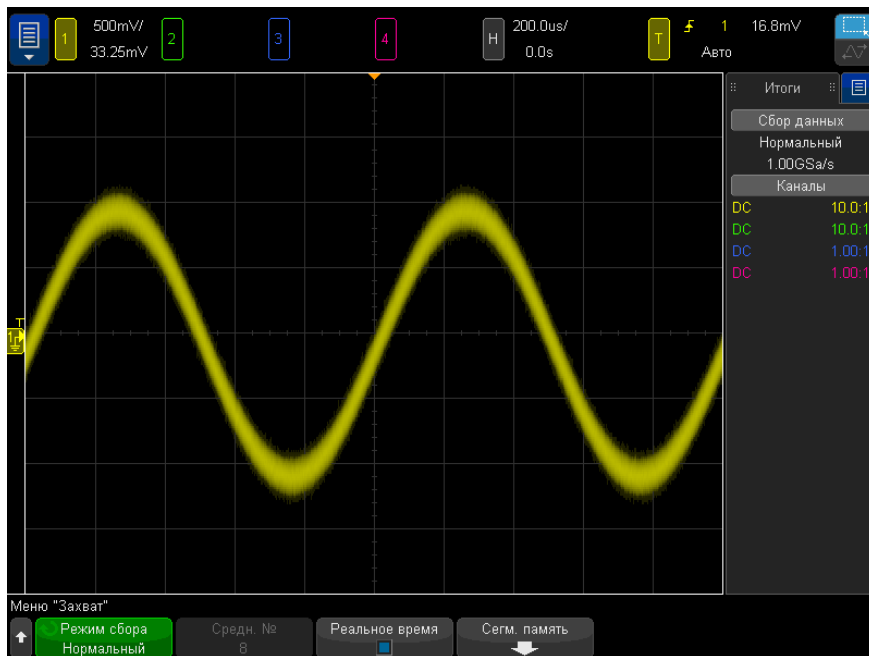 1 500mV/ 2 3 4 H 200.0us/ T 1 16.8mV
33.25mV 0.0s Авто
Итоги
Сбор данных
Нормальный
1.00GSa/s
Каналы
DC 10.0:1
DC 10.0:1
DC 1.00:1
DC 1.00:1
T
1
Меню "Захват"
Режим сбора Средн. № Реальное время Сегм. память
Нормальный 8